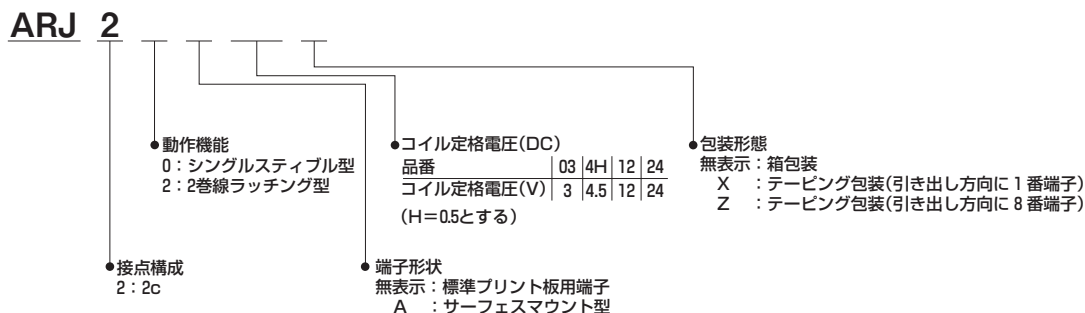 ARJ 2
動作機能
0：シングルスティブル型
2：2巻線ラッチング型
コイル定格電圧(DC)
品番 03 4H 12 24
コイル定格電圧(V) 3 4.5 12 24
(H＝0.5とする)
包装形態
無表示：箱包装
X ：テーピング包装(引き出し方向に1番端子)
Z ：テーピング包装(引き出し方向に8番端子)
接点構成
2：2c
端子形状
無表示：標準プリント板用端子
A ：サーフェスマウント型